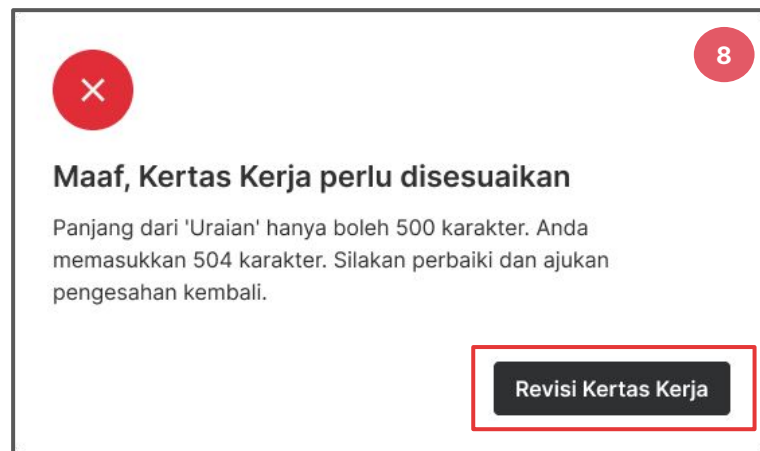 8
Maaf, Kertas Kerja perlu disesuaikan
Panjang dari 'Uraian' hanya boleh 500 karakter. Anda
memasukkan 504 karakter. Silakan perbaiki dan ajukan
pengesahan kembali.
Revisi Kertas Kerja